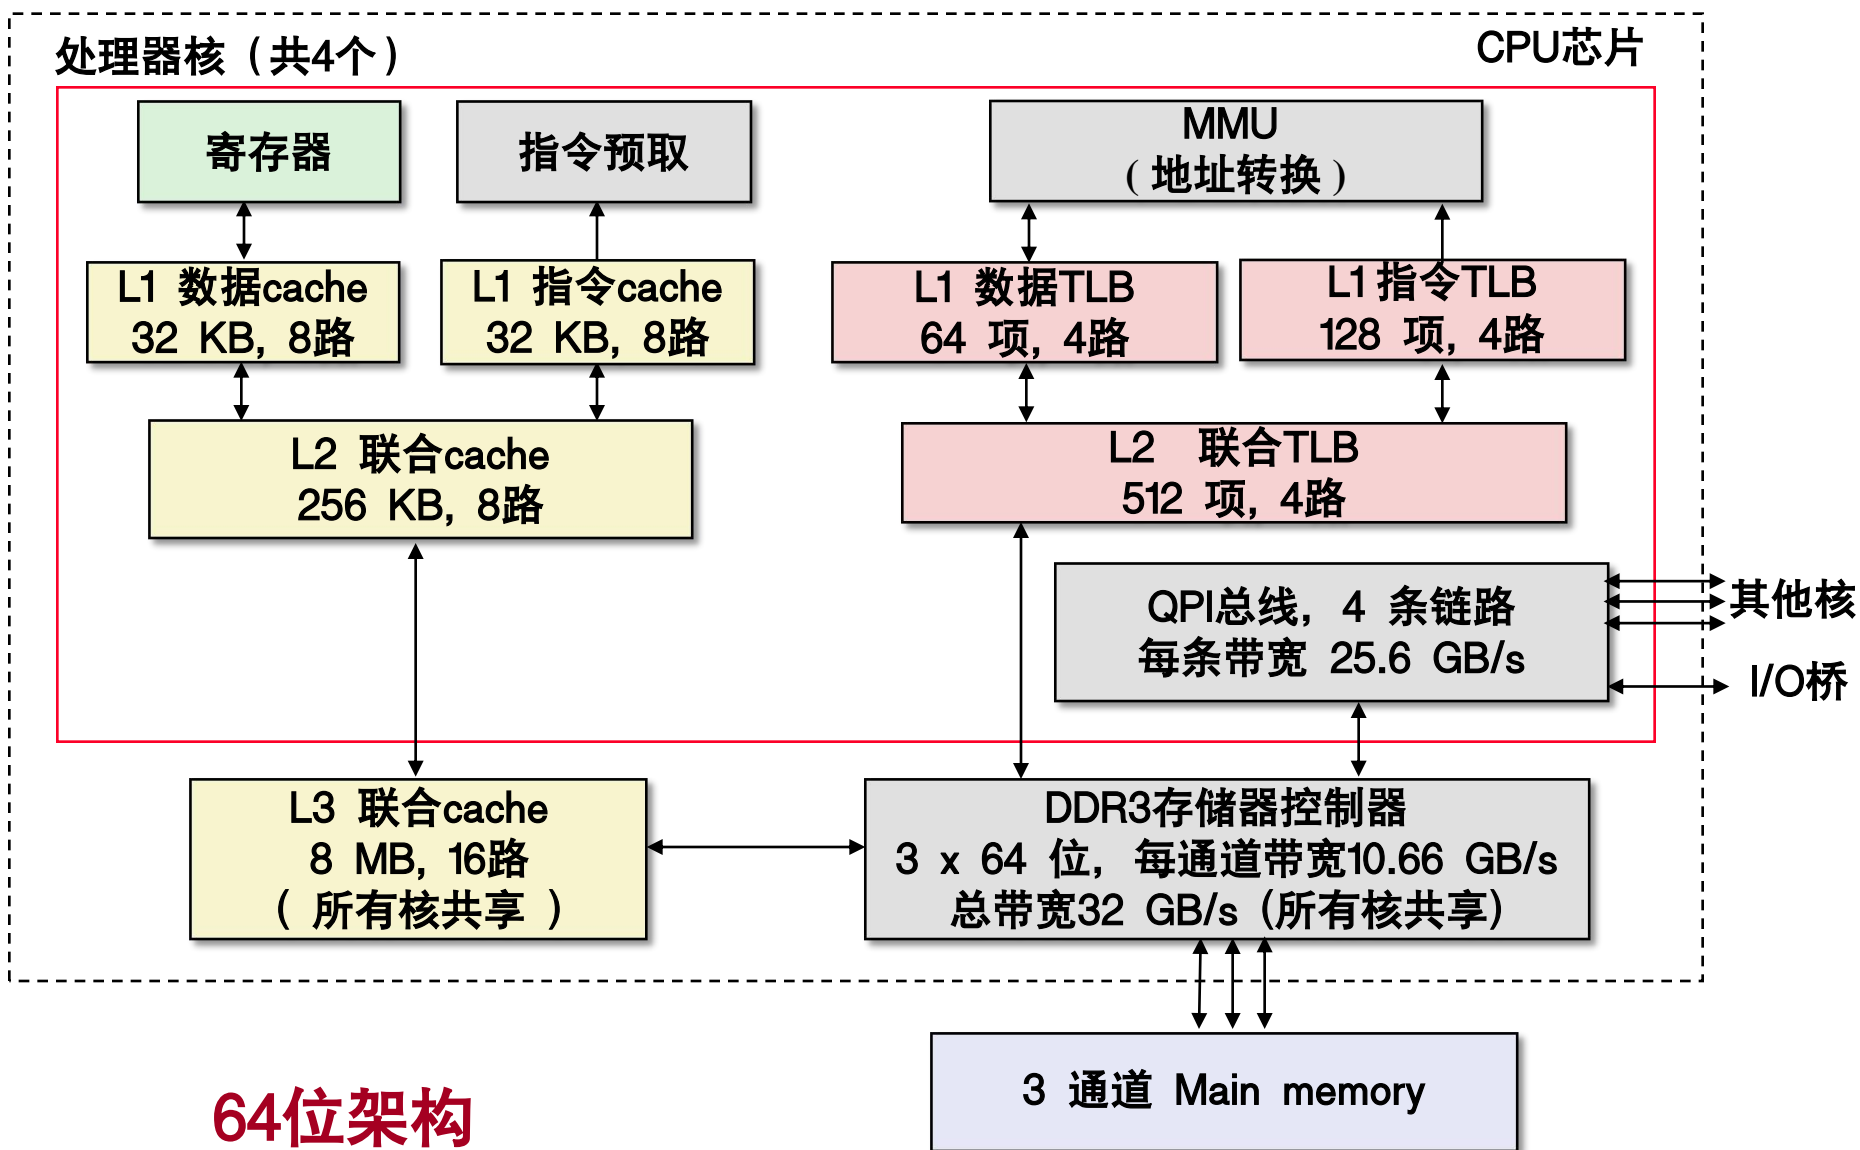 处理器核（共4个）
CPU芯片
寄存器
指令预取
MMU
(地址转换)
L1 数据cache
32 KB, 8路
L1 指令cache
32 KB, 8路
L1 数据TLB
64 项, 4路
L1指令TLB
128 项, 4路
L2 联合cache
256 KB, 8路
L2 联合TLB
512 项, 4路
QPI总线, 4 条链路
每条带宽 25.6 GB/s
其他核
I/O桥
L3 联合cache
8 MB, 16路
( 所有核共享 )
DDR3存储器控制器
3 x 64 位, 每通道带宽10.66 GB/s
总带宽32 GB/s (所有核共享)
3 通道 Main memory
64位架构